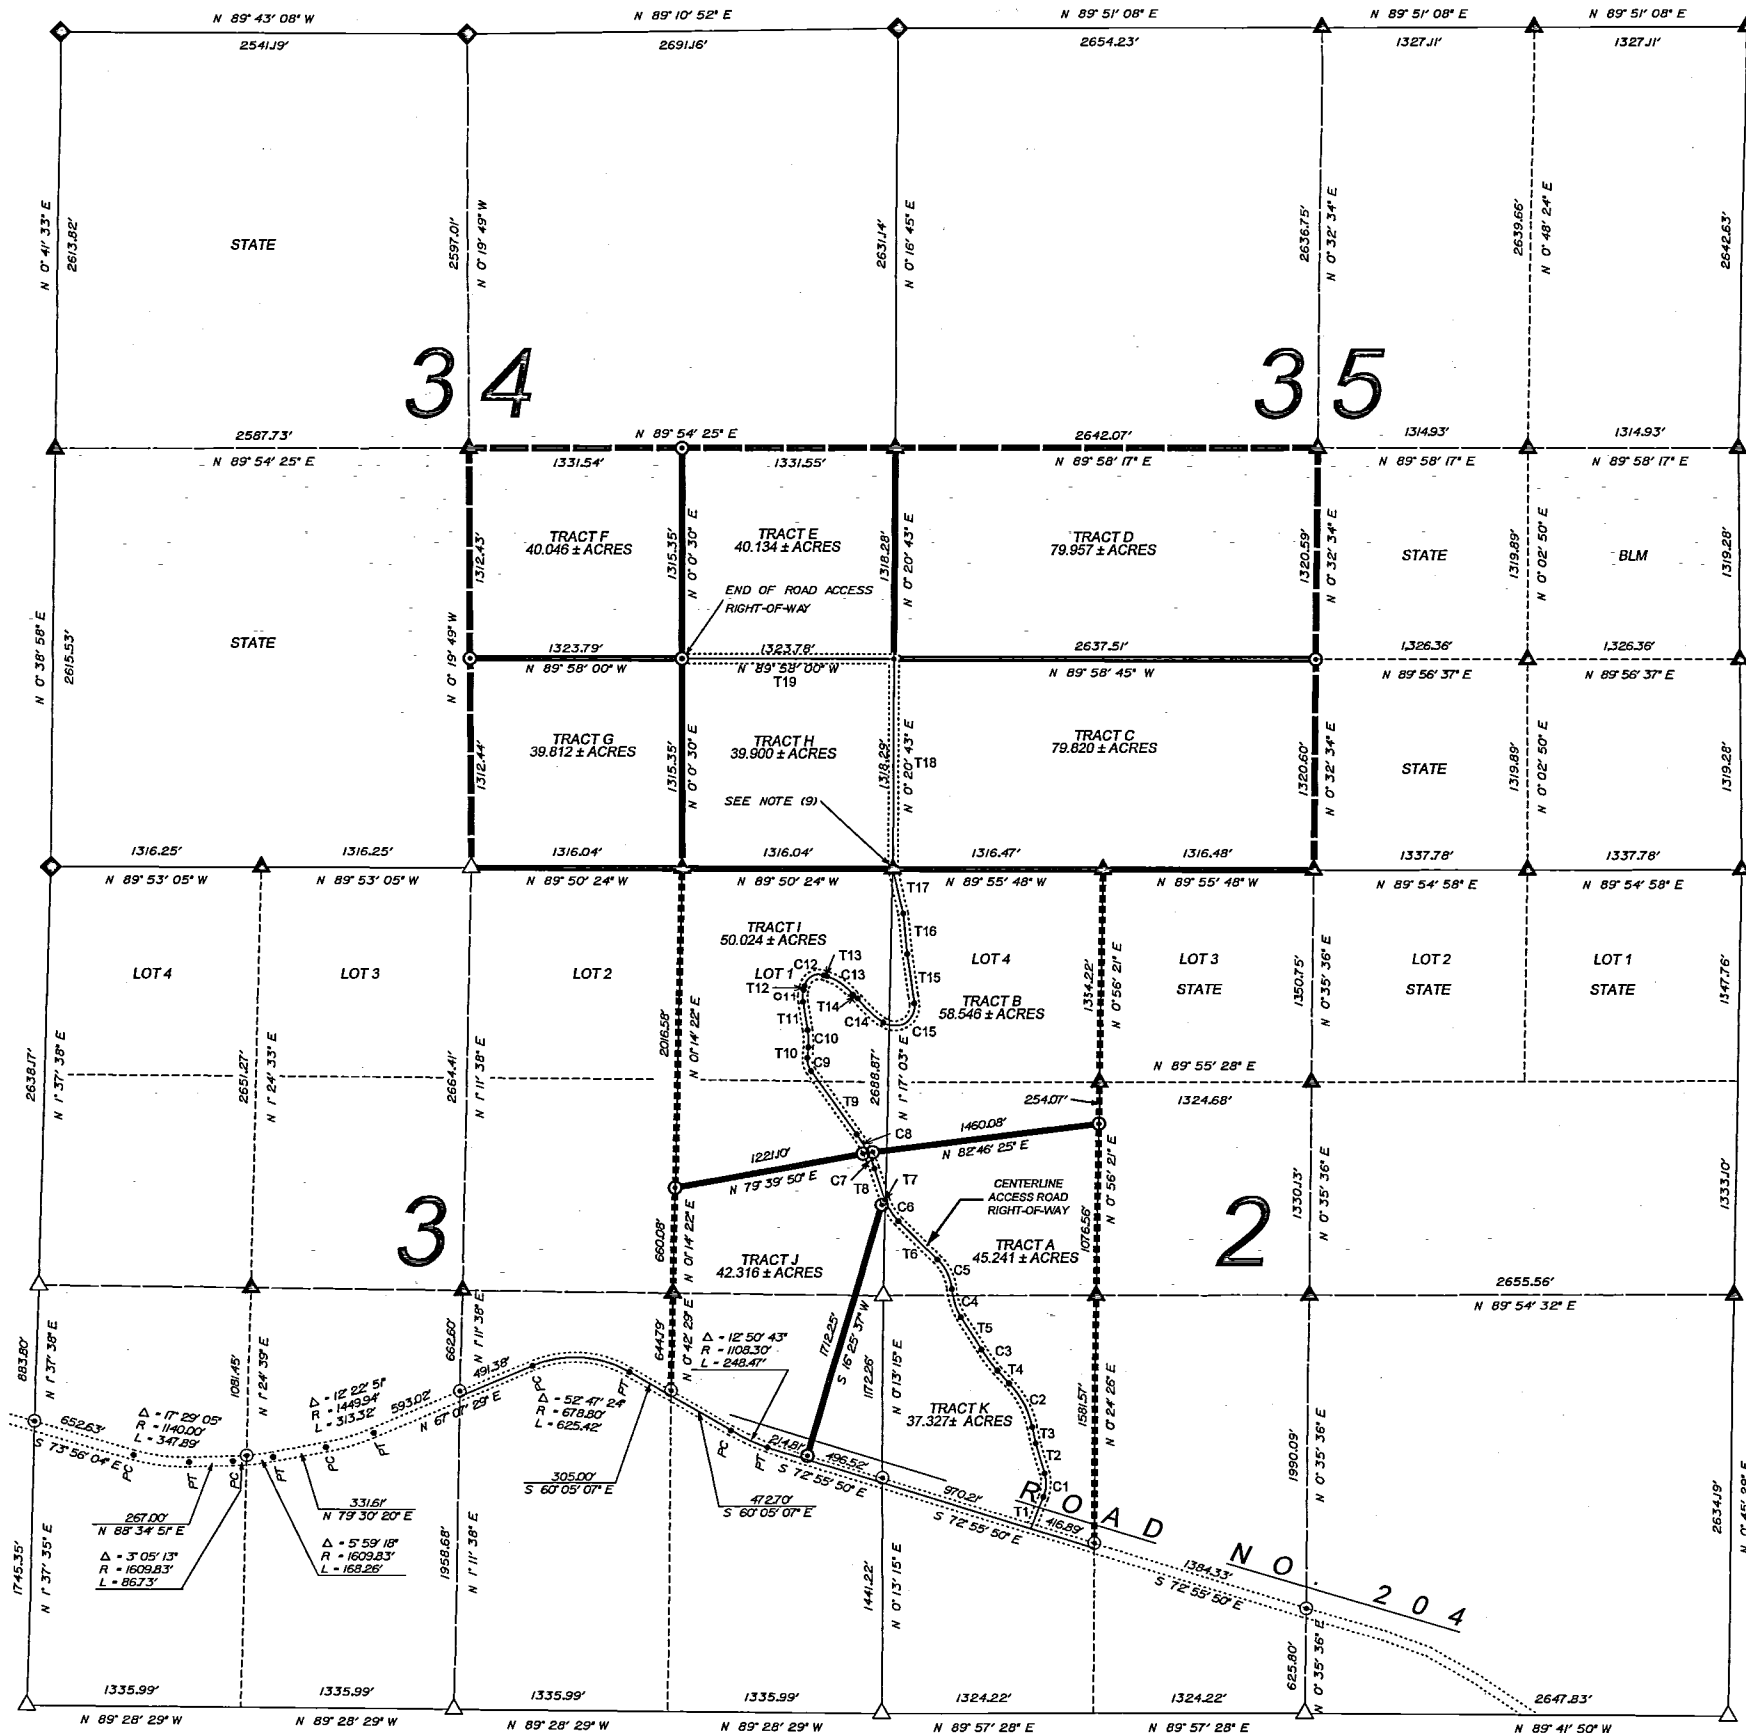 N 89° 43' 08" W
N 89° 10' 52" E
N 89° 51' 08" E
N 89° 51' 08" E
N 89° 51' 08" E
2541.19'
2691.16'
2654.23'
1327.11'
1327.11'
N 0° 41' 33" E
2613.82'
STATE
2597.01'
N 0° 19' 49" W
2631.14'
N 0° 16' 45" E
2636.75'
N 0° 32' 34" E
2639.66'
N 0° 48' 24" E
2642.63'
34
35
2587.73'
N 89° 54' 25" E
2642.07'
1314.93'
1314.93'
N 89° 54' 25" E
1331.54'
1331.55'
N 89° 58' 17" E
N 89° 58' 17" E
N 89° 58' 17" E
N 0° 38' 58" E
2615.53'
STATE
N 0° 19' 49" W
1312.43'
TRACT F
40.046 ± ACRES
1315.35'
N 0° 0' 30" E
TRACT E
40.134 ± ACRES
1318.28'
N 0° 20' 43" E
TRACT D
79.957 ± ACRES
1320.59'
N 0° 32' 34" E
STATE
1319.89'
N 0° 02' 50" E
BLM
1319.28'
END OF ROAD ACCESS
RIGHT-OF-WAY
1323.79'
1323.78'
2637.51'
1326.36'
1326.36'
N 89° 58' 00" W
N 89° 58' 00" W
N 89° 58' 45" W
N 89° 56' 37" E
N 89° 56' 37" E
T19
1312.44'
TRACT G
39.812 ± ACRES
1315.35'
N 0° 0' 30" E
TRACT H
39.900 ± ACRES
1318.29'
N 0° 20' 43" E
T18
TRACT C
79.820 ± ACRES
1320.60'
N 0° 32' 34" E
STATE
1319.89'
N 0° 02' 50" E
1319.28'
SEE NOTE (9)
1316.25'
1316.25'
1316.04'
1316.04'
1316.47'
1316.48'
1337.78'
1337.78'
N 89° 53' 05" W
N 89° 53' 05" W
N 89° 50' 24" W
N 89° 50' 24" W
N 89° 55' 48" W
N 89° 55' 48" W
N 89° 54' 58" E
N 89° 54' 58" E
T17
TRACT I
50.024 ± ACRES
T16
LOT 4
LOT 3
LOT 2
LOT 1
C12
T13
C13
T12
C11
T14
T15
T11
C14
C15
C10
T10
C9
LOT 4
TRACT B
58.546 ± ACRES
1334.22'
N 0° 56' 21" E
LOT 3
STATE
1350.75'
N 0° 35' 36" E
LOT 2
STATE
LOT 1
STATE
1347.76'
2638.17'
N 1° 37' 38" E
2651.27'
N 1° 24' 33" E
2664.41'
N 1° 11' 38" E
2016.58'
N 01° 14' 22" E
2688.87'
N 1° 17' 03" E
N 89° 55' 28" E
1324.68'
254.07'
T9
C8
1460.08'
N 82° 46' 25" E
1221.10'
N 79° 39' 50" E
C7
T8
T7
C6
CENTERLINE
ACCESS ROAD
RIGHT-OF-WAY
T6
1076.56'
N 0° 56' 21" E
1330.13'
N 0° 35' 36" E
1333.10'
3
2
660.08'
N 01° 14' 22" E
TRACT J
42.316 ± ACRES
TRACT A
45.241 ± ACRES
C5
C4
2655.56'
N 89° 54' 32" E
883.80'
N 1° 37' 38" E
1081.45'
N 1° 24' 39" E
662.60'
N 1° 11' 38" E
644.79'
N 0° 42' 29" E
Δ = 12° 50' 43"
R = 1108.30'
L = 248.47'
1712.25'
S 16° 25' 37" W
1172.26'
N 0° 13' 15" E
T5
C3
T4
C2
TRACT K
37.327± ACRES
T3
T2
C1
T1
1581.57'
N 0° 24' 26" E
1990.09'
N 0° 35' 36" E
2634.19'
N 0° 45' 28" E
652.63'
S 73° 56' 04" E
Δ = 17° 29' 05"
R = 1140.00'
L = 347.89'
Δ = 12° 22' 51"
R = 1449.94'
L = 313.32'
593.02'
N 67° 07' 29" E
491.38'
Δ = 52° 47' 24"
R = 678.80'
L = 625.42'
PC
PT
PC
PT
PC
PT
PC
PT
PC
PT
214.81'
496.52'
S 72° 55' 50" E
970.21'
S 72° 55' 50" E
416.89'
ROAD NO. 204
1384.33'
S 72° 55' 50" E
305.00'
S 60° 05' 07" E
472.70'
S 60° 05' 07" E
267.00'
N 88° 34' 51" E
331.61'
N 79° 30' 20" E
Δ = 3° 05' 13"
R = 1609.83'
L = 86.73'
Δ = 5° 59' 18"
R = 1609.83'
L = 168.26'
1745.35'
N 1° 37' 35" E
1958.68'
N 1° 11' 38" E
1441.22'
N 0° 13' 15" E
625.80'
N 0° 35' 36" E
1335.99'
1335.99'
1335.99'
1335.99'
1324.22'
1324.22'
2647.83'
N 89° 28' 29" W
N 89° 28' 29" W
N 89° 28' 29" W
N 89° 28' 29" W
N 89° 57' 28" E
N 89° 57' 28" E
N 89° 41' 50" W